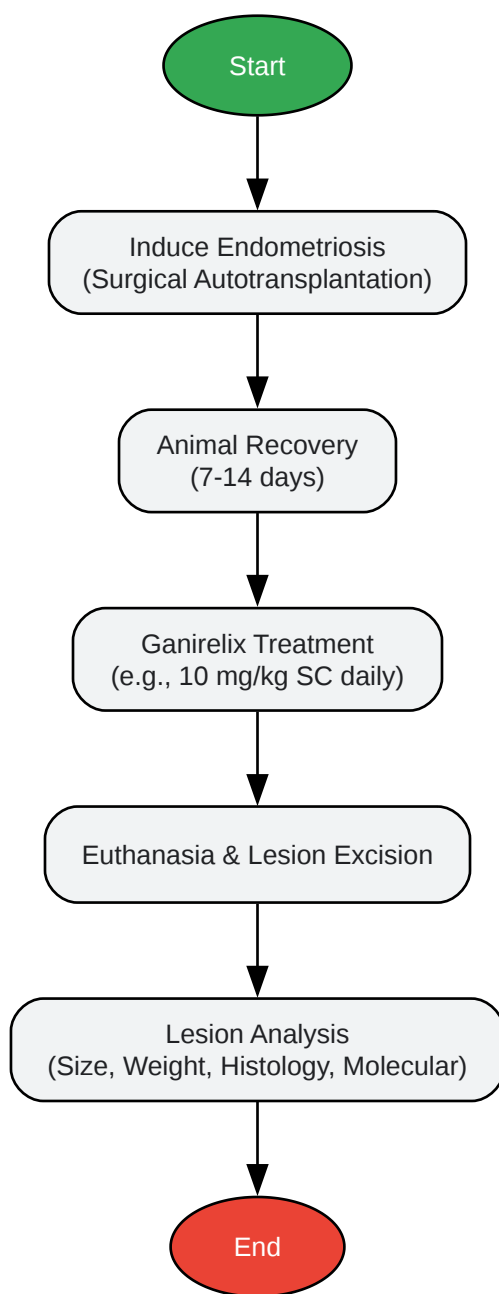 Start
Induce Endometriosis
(Surgical Autotransplantation)
Animal Recovery
(7-14 days)
Ganirelix Treatment
(e.g., 10 mg/kg SC daily)
Euthanasia & Lesion Excision
Lesion Analysis
(Size, Weight, Histology, Molecular)
End